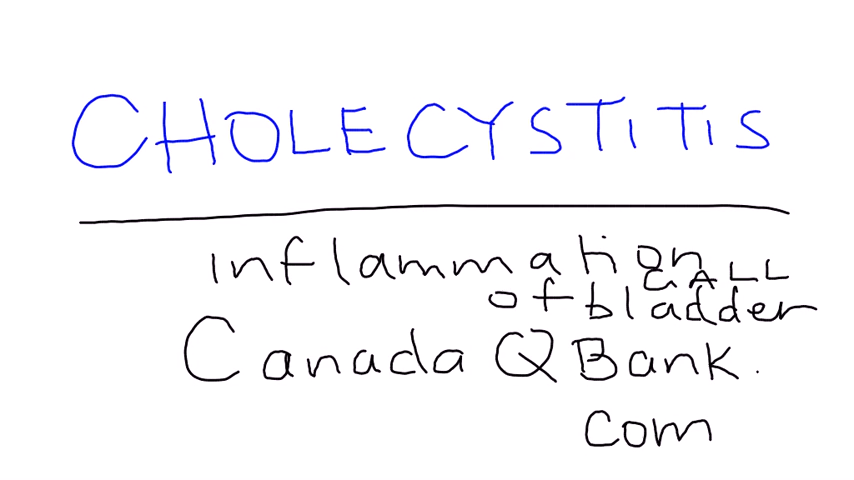 CHOLECYSTITIS
inflammation
of GALL bladder
Canada QBank.
com